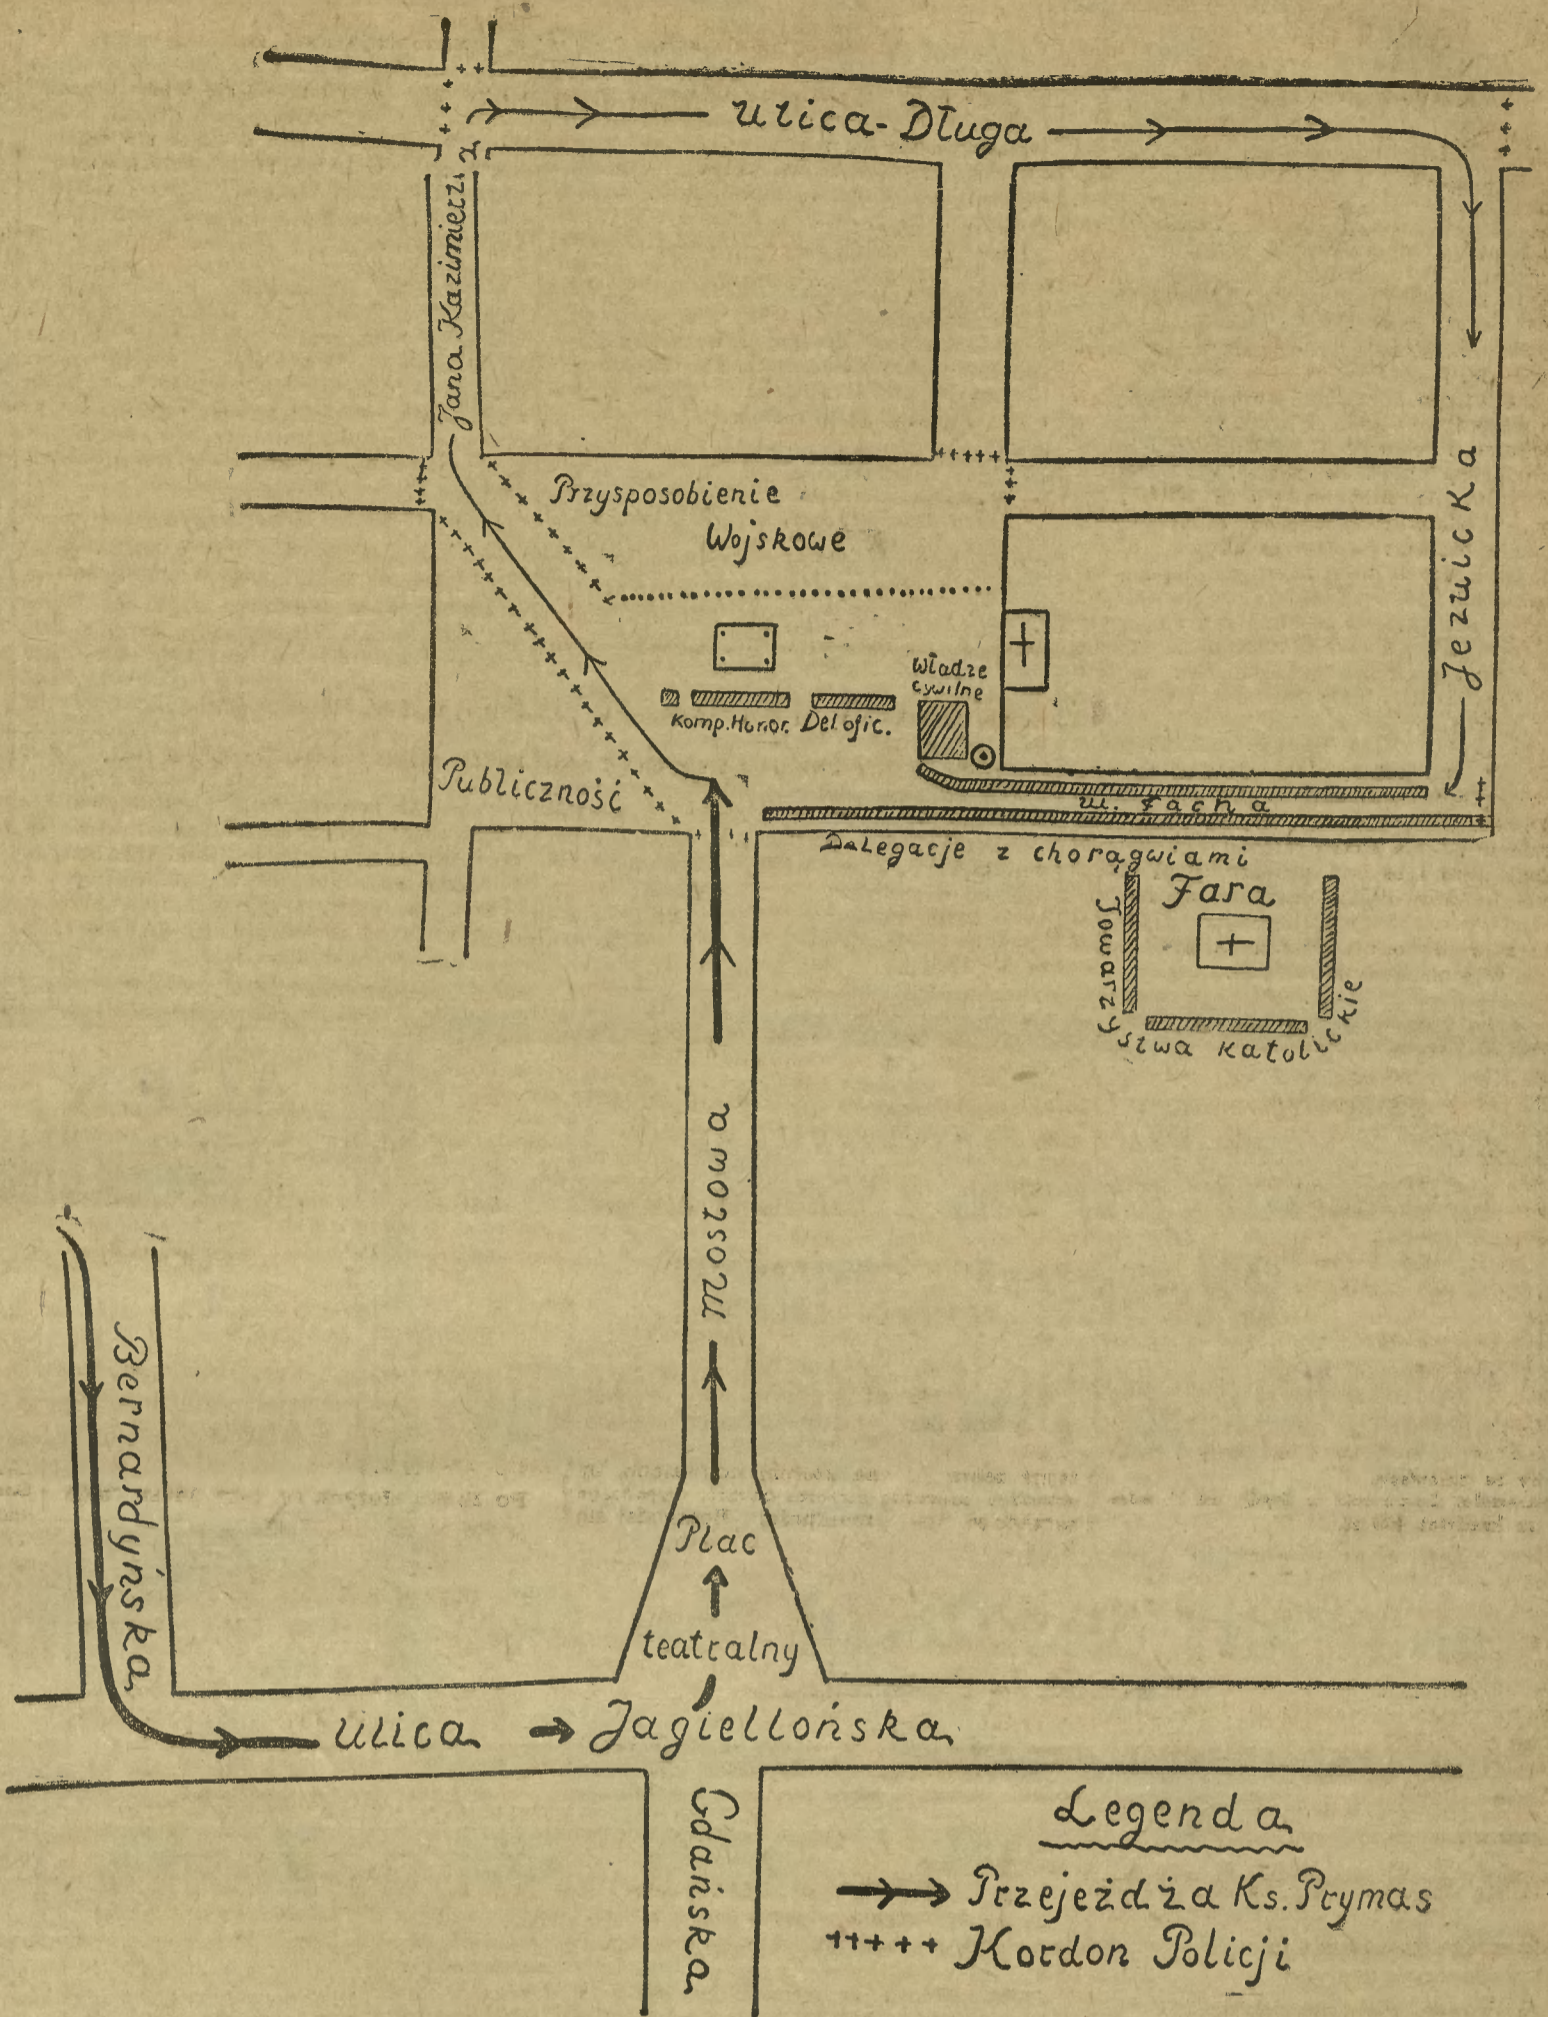 ulica - Długa
Jana Kazimierza
Jezuicka
Przysposobienie
Wojskowe
Władze
cywilne
Komp. Honor.
Del. ofic.
Publiczność
ul. Facha
Delegacje z chorągwiami
Fara
Towarzystwa Katolickie
Mostowa
Bernardyńska
Plac
teatralny
ulica Jagiellońska
Gdańska
Legenda
Przejeżdża Ks. Prymas
Kordon Policji